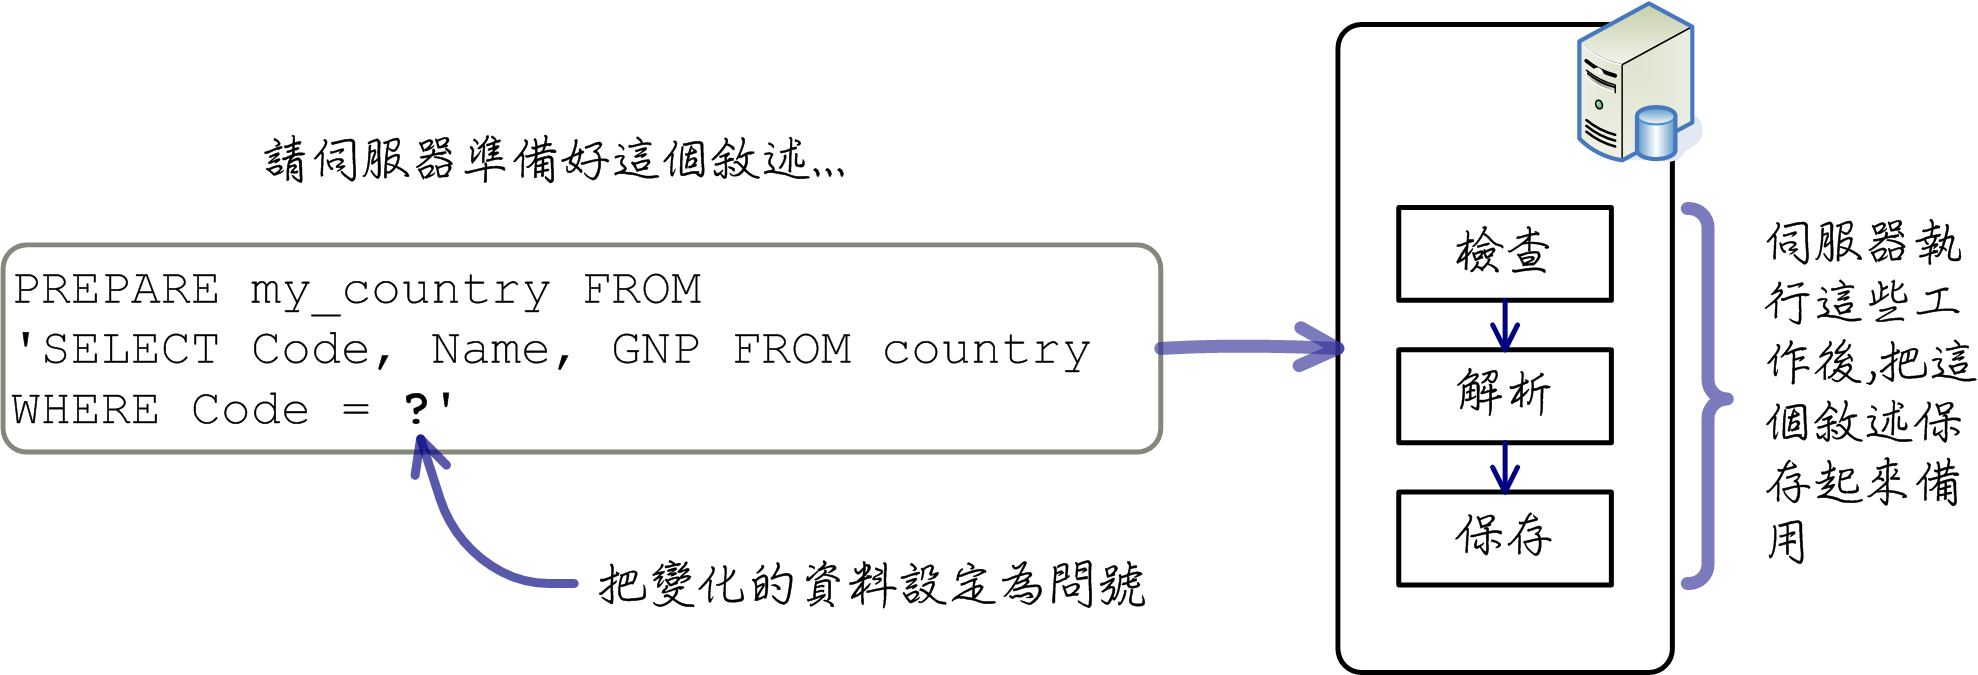 請伺服器準備好這個敘述...
PREPARE my_country FROM
'SELECT Code, Name, GNP FROM country
WHERE Code = ?'
把變化的資料設定為問號
檢查
解析
保存
伺服器執
行這些工
作後,把這
個敘述保
存起來備
用